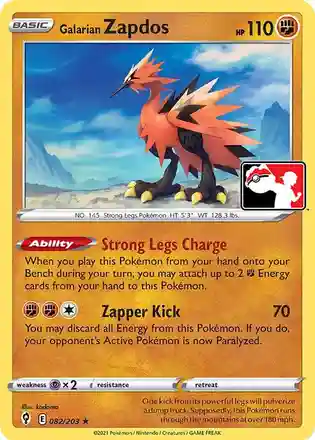 BASIC
Galarian Zapdos HP 110
NO. 145 Strong Legs Pokémon HT: 5'3" WT: 128.3 lbs.
Ability Strong Legs Charge
When you play this Pokémon from your hand onto
your Bench during your turn, you may attach up to 2 Energy
cards from your hand to this Pokémon.
Zapper Kick 70
You may discard all Energy from this Pokémon. If you do,
your opponent's Active Pokémon is now Paralyzed.
weakness ×2 resistance retreat
Illus. kodama
082/203 ★
One kick from its powerful legs will pulverize
a dump truck. Supposedly, this Pokémon runs
through the mountains at over 180 mph.
©2021 Pokémon / Nintendo / Creatures / GAME FREAK